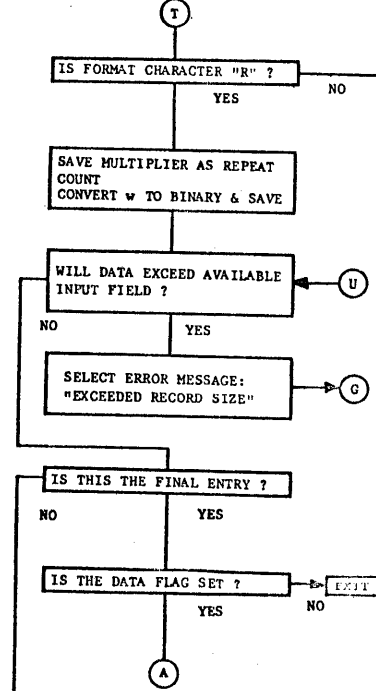 T
IS FORMAT CHARACTER "R" ?
YES
NO
SAVE MULTIPLIER AS REPEAT
COUNT
CONVERT w TO BINARY & SAVE
WILL DATA EXCEED AVAILABLE
INPUT FIELD ?
U
NO
YES
SELECT ERROR MESSAGE:
"EXCEEDED RECORD SIZE"
G
IS THIS THE FINAL ENTRY ?
NO
YES
IS THE DATA FLAG SET ?
EXIT
YES
NO
A